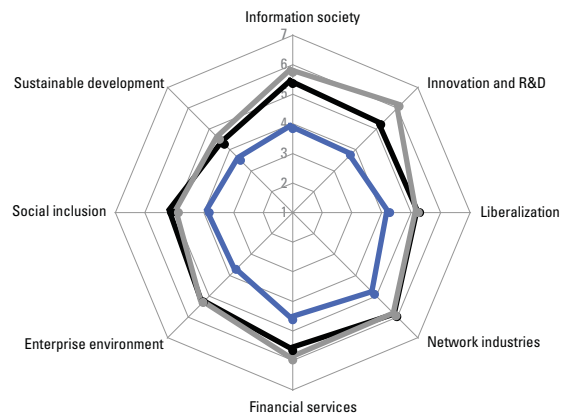 Information society
7
6
5
4
3
2
1
Sustainable development
Innovation and R&D
Social inclusion
Liberalization
Enterprise environment
Network industries
Financial services